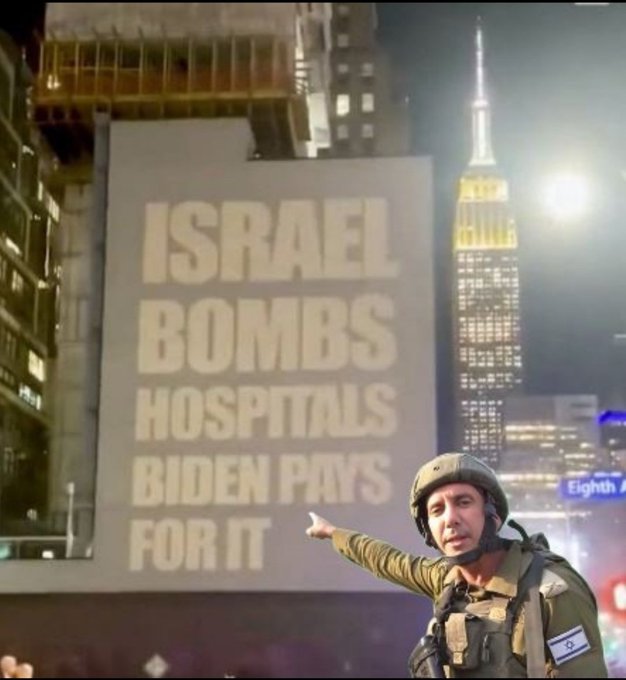 ISRAEL
BOMBS
HOSPITALS
BIDEN PAYS
FOR IT
Eighth A